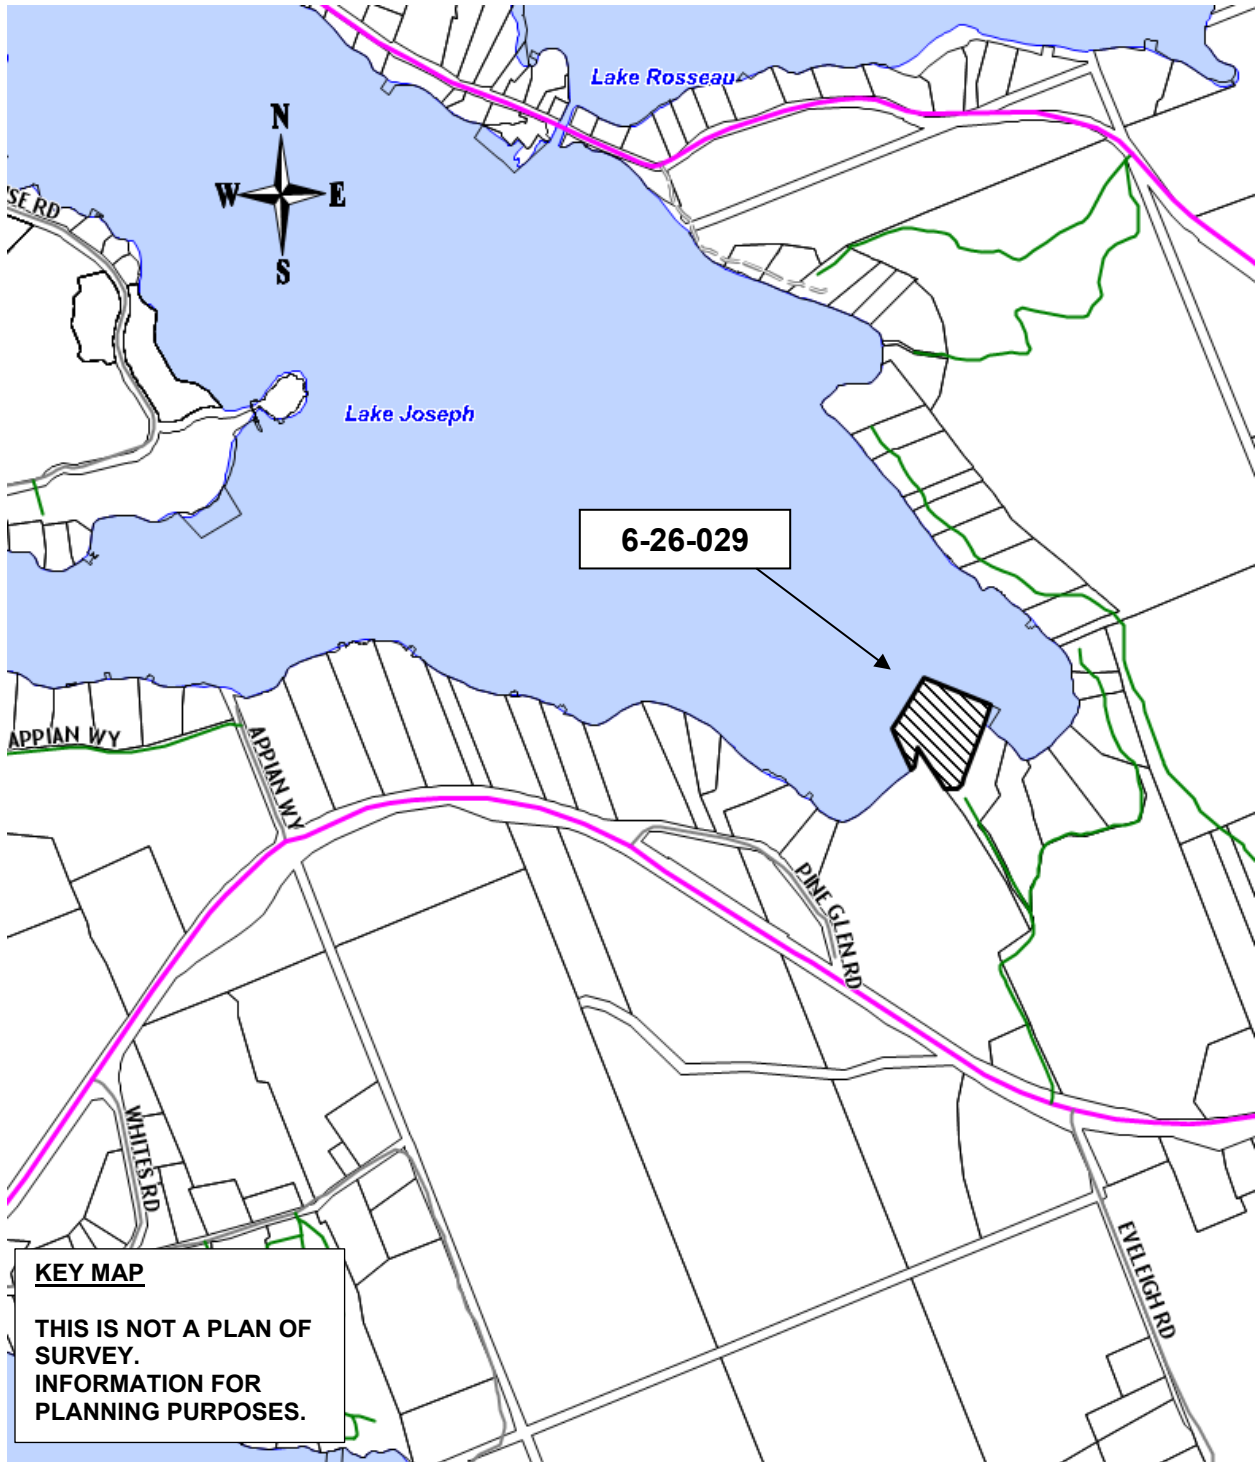 Lake Rosseau
N
W E
S
SE RD
Lake Joseph
6-26-029
APPIAN WY
APPIAN WY
PINE GLEN RD
WHITES RD
EVELEIGH RD
KEY MAP
THIS IS NOT A PLAN OF
SURVEY.
INFORMATION FOR
PLANNING PURPOSES.